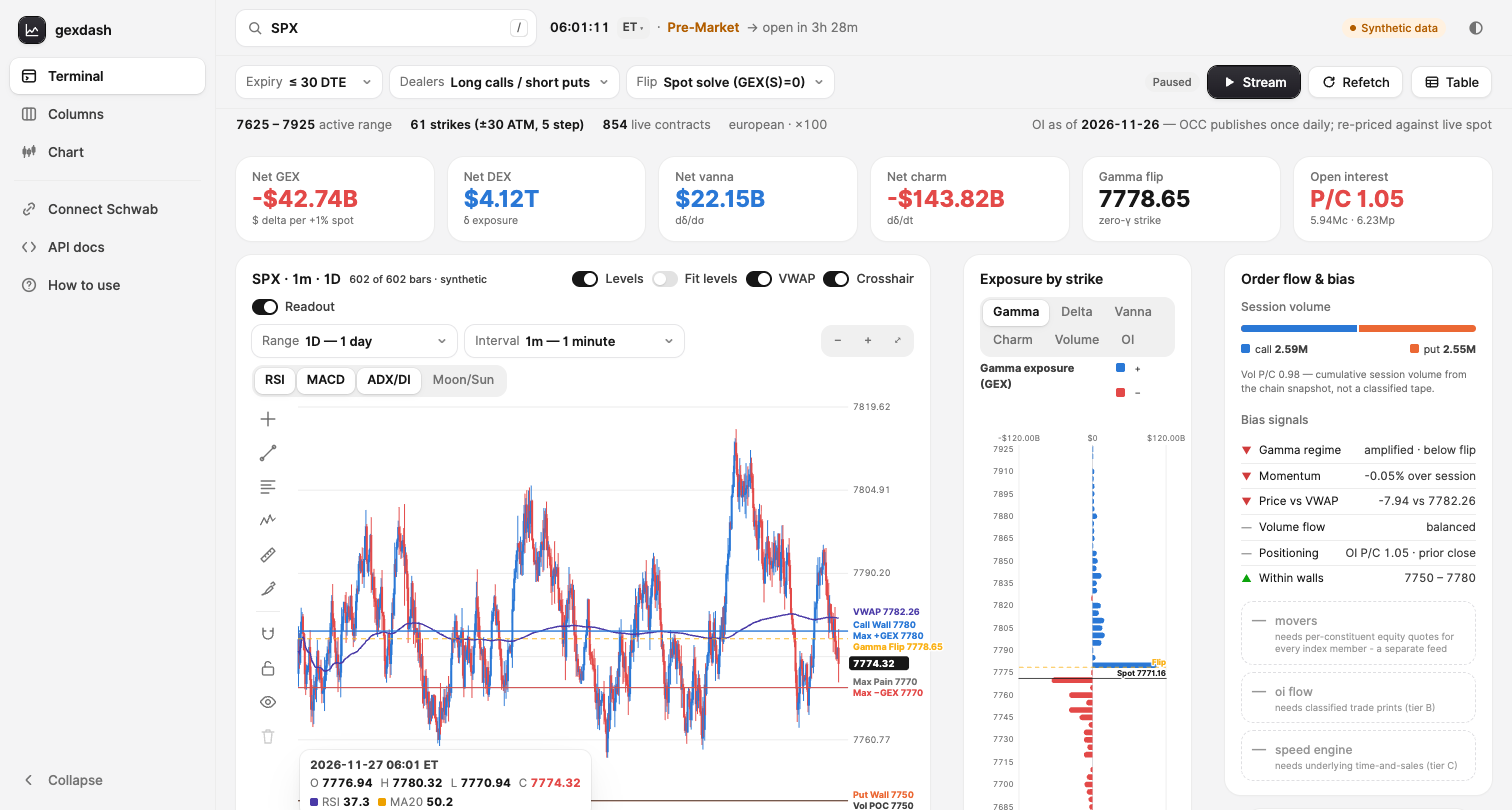 gexdash
Terminal
Columns
Chart
Connect Schwab
API docs
How to use
Collapse
SPX
/
06:01:11 ET · Pre-Market → open in 3h 28m
Synthetic data
Expiry ≤ 30 DTE
Dealers Long calls / short puts
Flip Spot solve (GEX(S)=0)
Paused
Stream
Refetch
Table
7625 – 7925 active range
61 strikes (±30 ATM, 5 step)
854 live contracts
european · ×100
OI as of 2026-11-26 — OCC publishes once daily; re-priced against live spot
Net GEX
-$42.74B
$ delta per +1% spot
Net DEX
$4.12T
δ exposure
Net vanna
$22.15B
dδ/dσ
Net charm
-$143.82B
dδ/dt
Gamma flip
7778.65
zero-γ strike
Open interest
P/C 1.05
5.94Mc · 6.23Mp
SPX · 1m · 1D 602 of 602 bars · synthetic
Levels
Fit levels
VWAP
Crosshair
Readout
Range 1D — 1 day
Interval 1m — 1 minute
−
+
RSI
MACD
ADX/DI
Moon/Sun
7819.62
7804.91
7790.20
VWAP 7782.26
Call Wall 7780
Max +GEX 7780
Gamma Flip 7778.65
7774.32
Max Pain 7770
Max −GEX 7770
7760.77
Put Wall 7750
Vol POC 7750
2026-11-27 06:01 ET
O 7776.94 H 7780.32 L 7770.94 C 7774.32
RSI 37.3 MA20 50.2
Exposure by strike
Gamma
Delta
Vanna
Charm
Volume
OI
Gamma exposure
(GEX)
+
−
-$120.00B
$0
$120.00B
7925
7910
7895
7880
7865
7850
7835
7820
7805
7790
7775
7760
7745
7730
7715
7700
7685
Flip
Spot 7771.16
Order flow & bias
Session volume
call 2.59M
put 2.55M
Vol P/C 0.98 — cumulative session volume from
the chain snapshot, not a classified tape.
Bias signals
Gamma regime amplified · below flip
Momentum -0.05% over session
Price vs VWAP -7.94 vs 7782.26
— Volume flow balanced
— Positioning OI P/C 1.05 · prior close
Within walls 7750 – 7780
— movers
needs per-constituent equity quotes for
every index member - a separate feed
— oi flow
needs classified trade prints (tier B)
— speed engine
needs underlying time-and-sales (tier C)